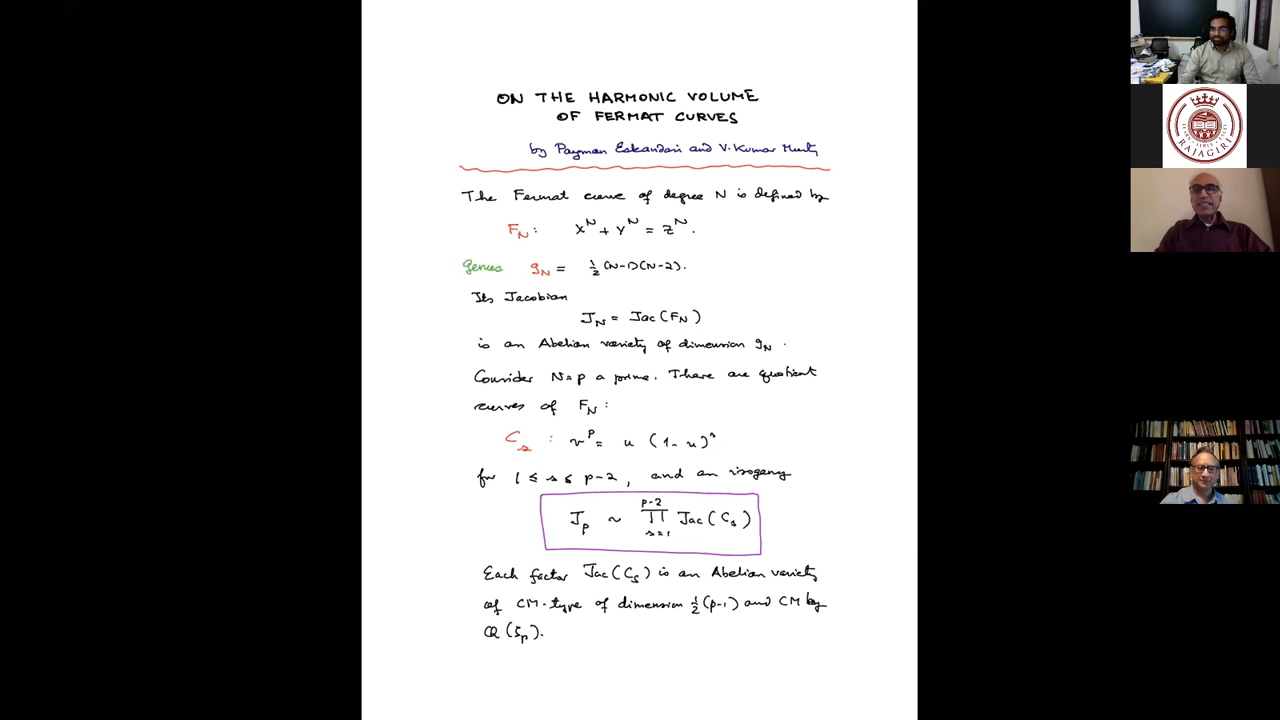 ON THE HARMONIC VOLUME
OF FERMAT CURVES
by Payman Eskandari and V. Kumar Murty
The Fermat curve of degree N is defined by
F_N : X^N + Y^N = Z^N.
Genus g_N = ½ (N-1)(N-2).
Its Jacobian
J_N = Jac(F_N)
is an Abelian variety of dimension g_N.
Consider N=p a prime. There are quotient
curves of F_N :
C_s : v^p = u (1-u)^s
for 1 ≤ s ≤ p-2, and an isogeny
J_p ~ ∏_{s=1}^{p-2} Jac(C_s)
Each factor Jac(C_s) is an Abelian variety
of CM-type of dimension ½(p-1) and CM by
Q(ζ_p).
RAJAGIRI